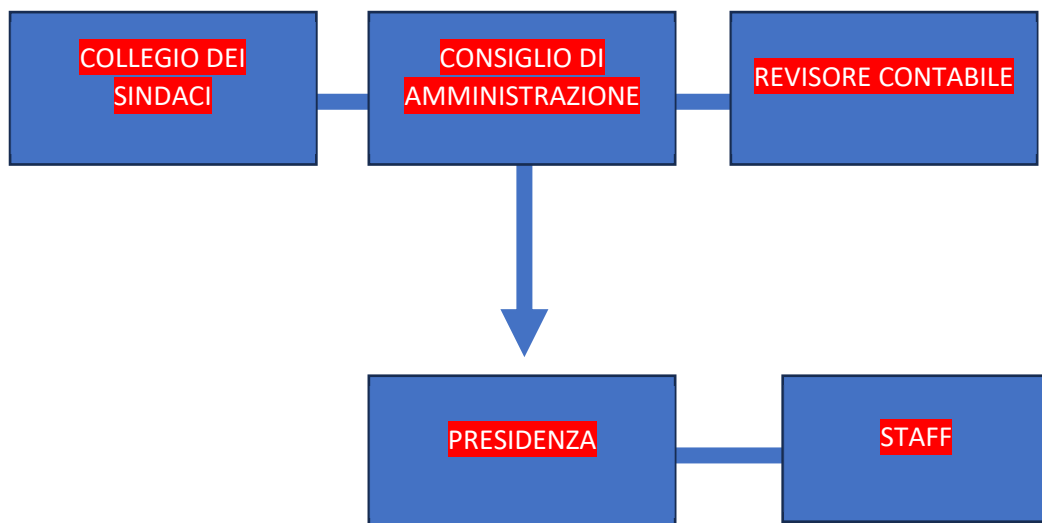 COLLEGIO DEI
SINDACI
CONSIGLIO DI
AMMINISTRAZIONE
REVISORE CONTABILE
PRESIDENZA
STAFF